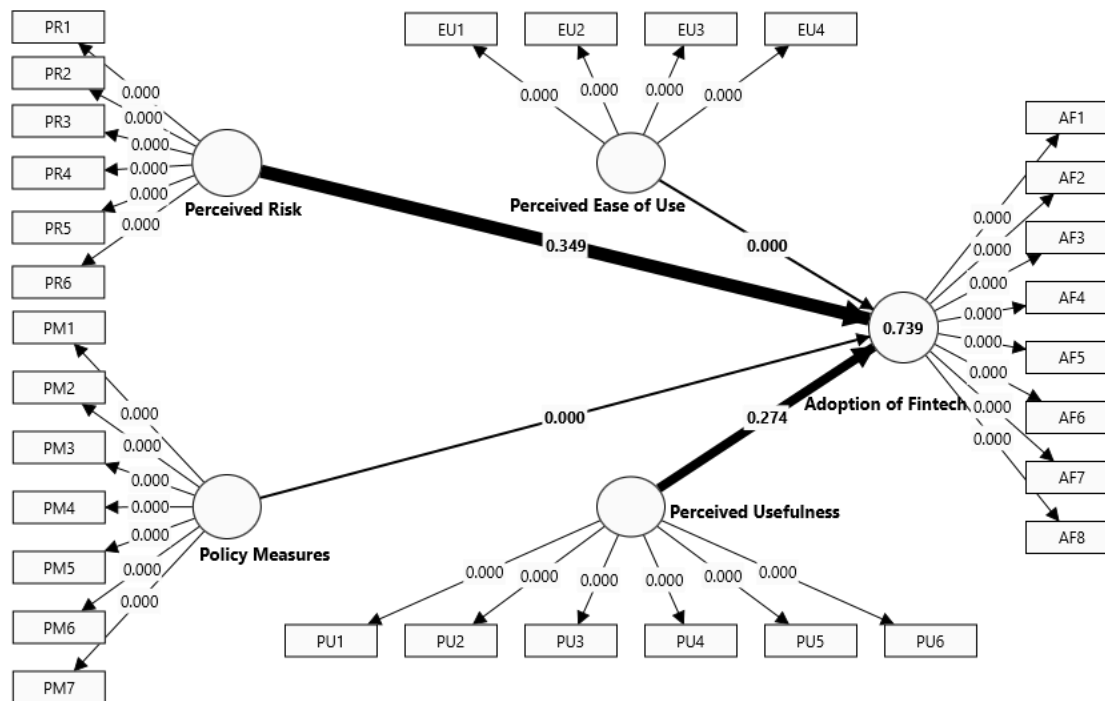 PR1
PR2
PR3
PR4
PR5
PR6
0.000
0.000
0.000
0.000
0.000
0.000
Perceived Risk
EU1
EU2
EU3
EU4
0.000
0.000
0.000
0.000
Perceived Ease of Use
0.349
0.000
AF1
AF2
AF3
AF4
AF5
AF6
AF7
AF8
0.000
0.000
0.000
0.000
0.000
0.000
0.000
0.000
0.739
Adoption of Fintech
PM1
PM2
PM3
PM4
PM5
PM6
PM7
0.000
0.000
0.000
0.000
0.000
0.000
0.000
Policy Measures
0.000
0.274
Perceived Usefulness
0.000
0.000
0.000
0.000
0.000
0.000
PU1
PU2
PU3
PU4
PU5
PU6